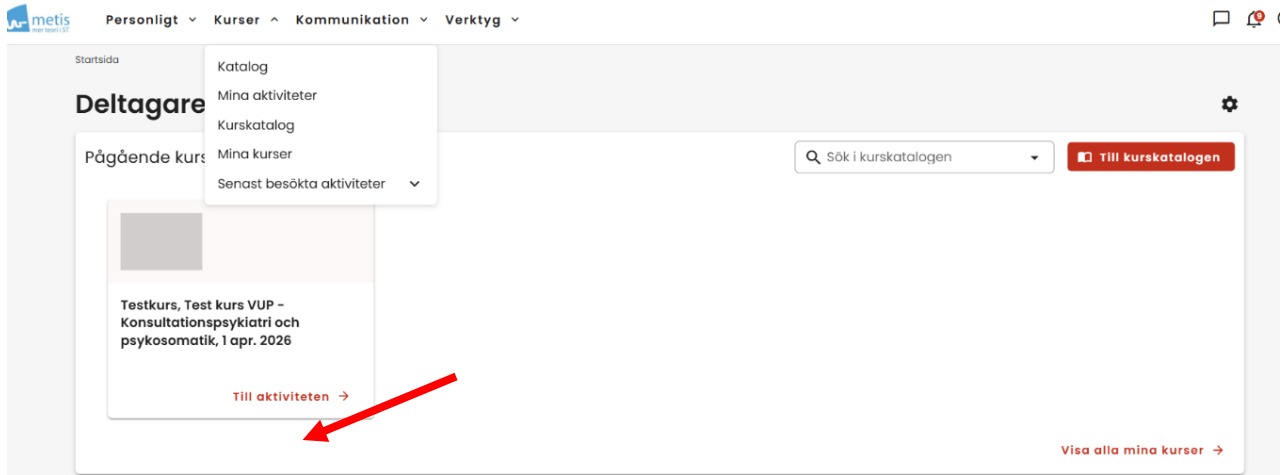 metis
mer teori i ST
Personligt Kurser Kommunikation Verktyg
Startsida
Katalog
Mina aktiviteter
Kurskatalog
Mina kurser
Senast besökta aktiviteter
Deltagare
Pågående kurs
Sök i kurskatalogen
Till kurskatalogen
Testkurs, Test kurs VUP -
Konsultationspsykiatri och
psykosomatik, 1 apr. 2026
Till aktiviteten →
Visa alla mina kurser →